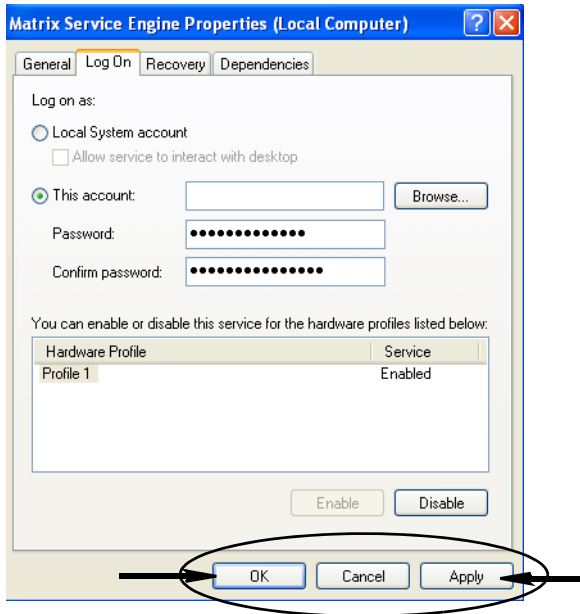 Matrix Service Engine Properties (Local Computer)
General Log On Recovery Dependencies
Log on as:
Local System account
Allow service to interact with desktop
This account: Browse...
Password: •••••••••••••
Confirm password: •••••••••••••••
You can enable or disable this service for the hardware profiles listed below:
Hardware Profile Service
Profile 1 Enabled
Enable Disable
OK Cancel Apply